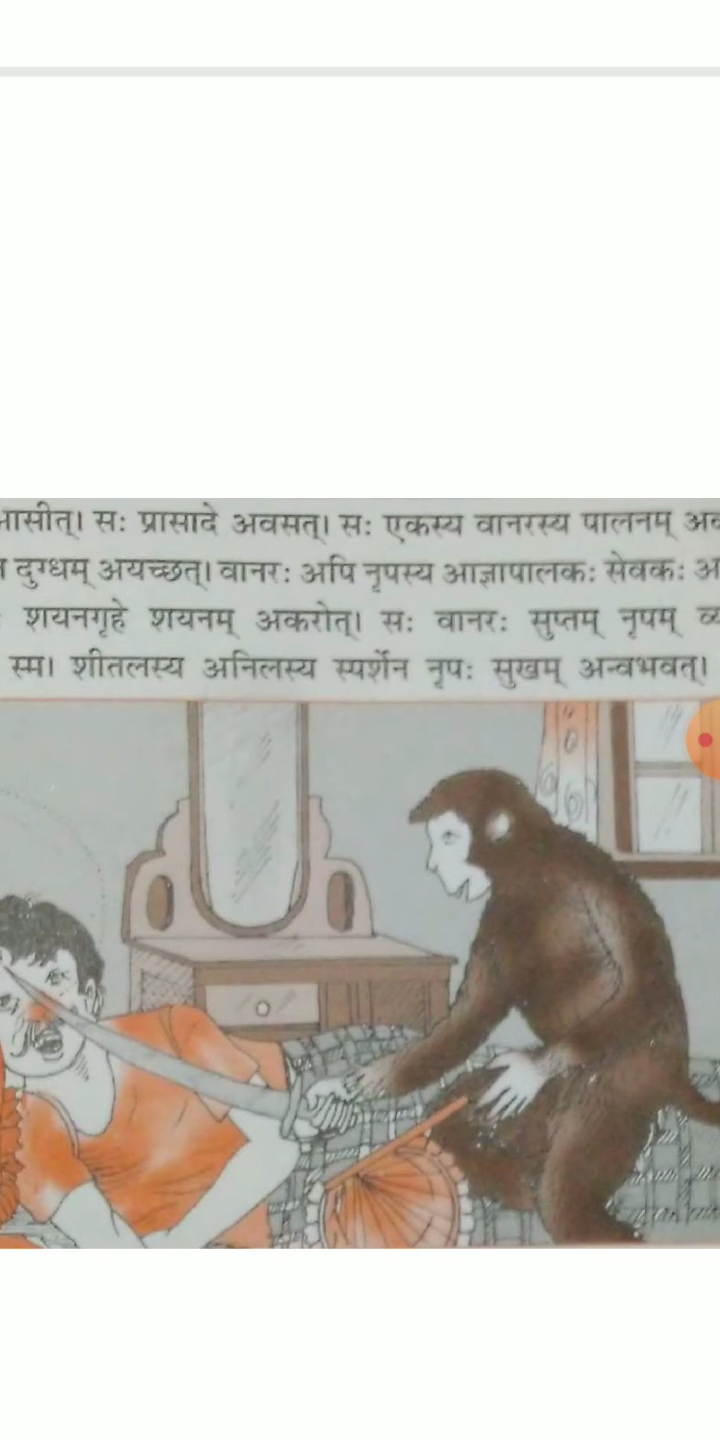 आसीत्। सः प्रासादे अवसत्। सः एकस्य वानरस्य पालनम्
दुग्धम् अयच्छत्। वानरः अपि नृपस्य आज्ञापालकः सेवकः
शयनगृहे शयनम् अकरोत्। सः वानरः सुप्तम् नृपम्
स्म। शीतलस्य अनिलस्य स्पर्शेन नृपः सुखम् अन्वभवत्।